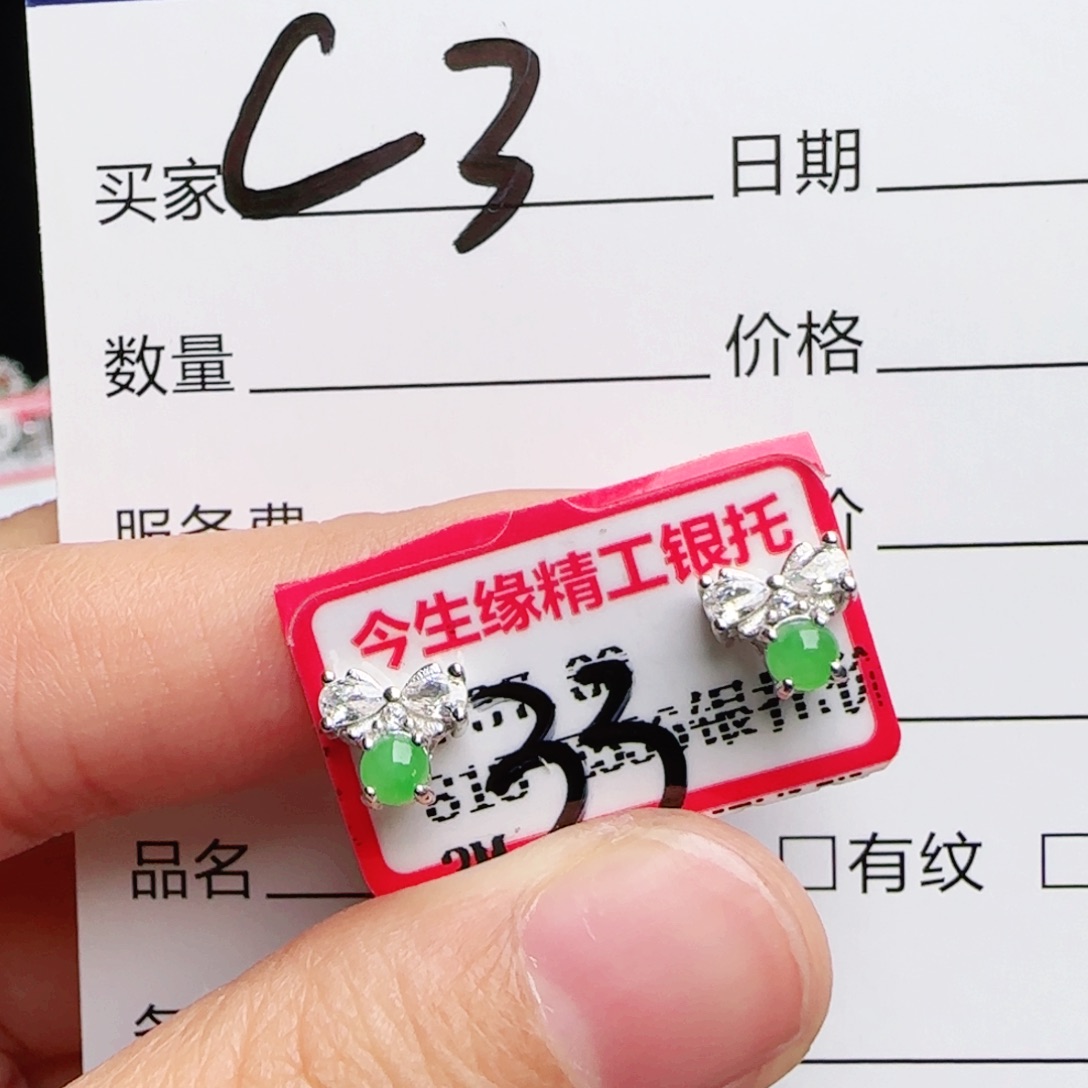 C3
买家 日期
数量 价格
服务费
今生缘精工银托
33
品名 □有纹 □